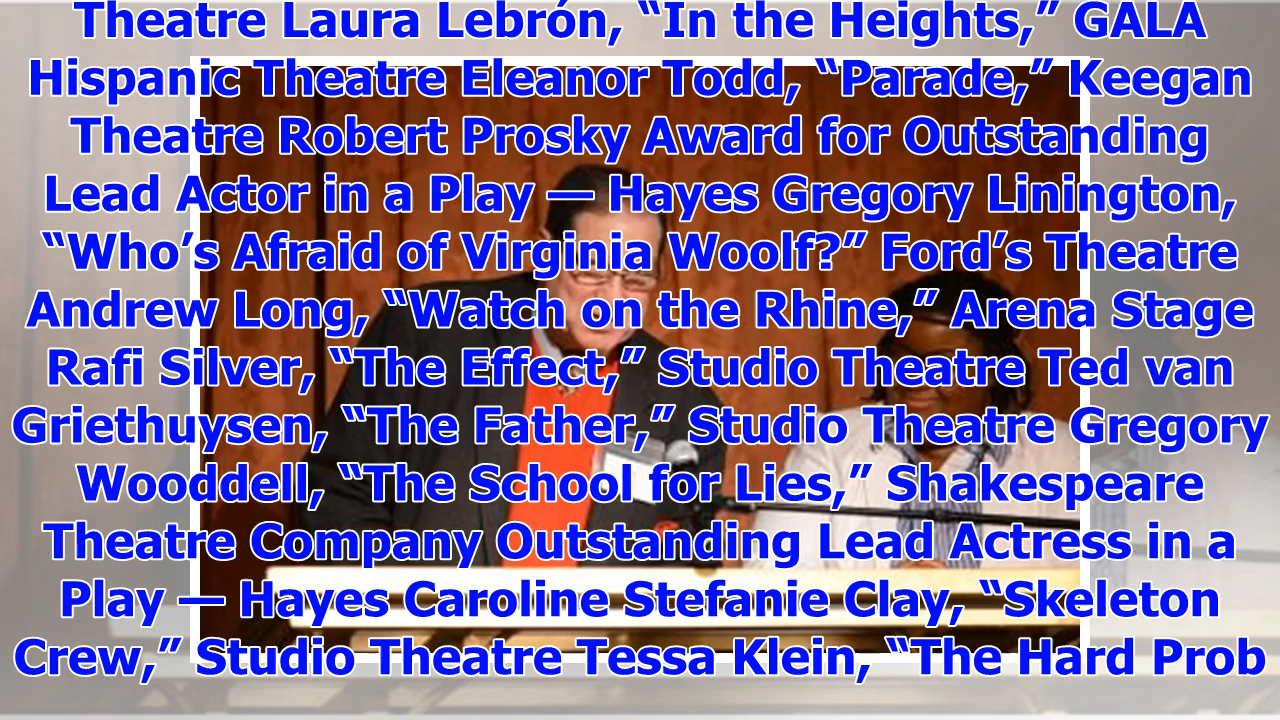 Theatre Laura Lebrón, “In the Heights,” GALA
Hispanic Theatre Eleanor Todd, “Parade,” Keegan
Theatre Robert Prosky Award for Outstanding
Lead Actor in a Play — Hayes Gregory Linington,
“Who’s Afraid of Virginia Woolf?” Ford’s Theatre
Andrew Long, “Watch on the Rhine,” Arena Stage
Rafi Silver, “The Effect,” Studio Theatre Ted van
Griethuysen, “The Father,” Studio Theatre Gregory
Wooddell, “The School for Lies,” Shakespeare
Theatre Company Outstanding Lead Actress in a
Play — Hayes Caroline Stefanie Clay, “Skeleton
Crew,” Studio Theatre Tessa Klein, “The Hard Prob